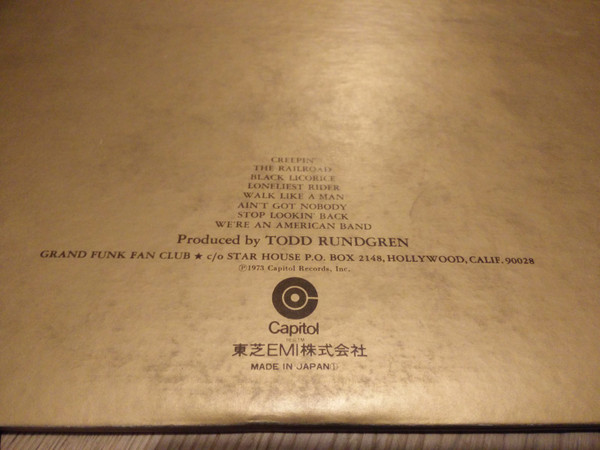 CREEPIN'
THE RAILROAD
BLACK LICORICE
LONELIEST RIDER
WALK LIKE A MAN
AIN'T GOT NOBODY
STOP LOOKIN' BACK
WE'RE AN AMERICAN BAND
Produced by TODD RUNDGREN
GRAND FUNK FAN CLUB ★ c/o STAR HOUSE P.O. BOX 2148, HOLLYWOOD, CALIF. 90028
Ⓟ1973 Capitol Records, Inc.
Capitol
東芝EMI株式会社
MADE IN JAPAN①